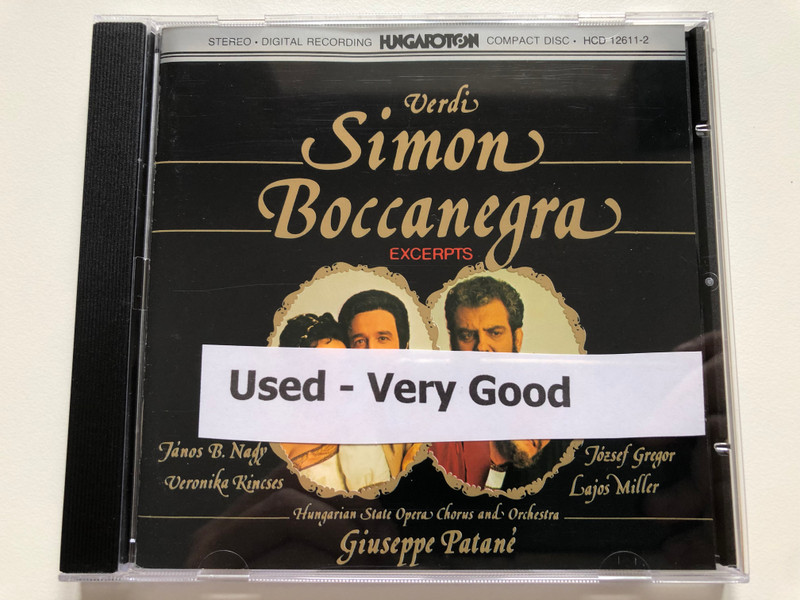 STEREO • DIGITAL RECORDING HUNGAROTON COMPACT DISC • HCD 12611-2
Verdi
Simon
Boccanegra
EXCERPTS
Used - Very Good
János B. Nagy
Veronika Kincses
József Gregor
Lajos Miller
Hungarian State Opera Chorus and Orchestra
Giuseppe Patanè